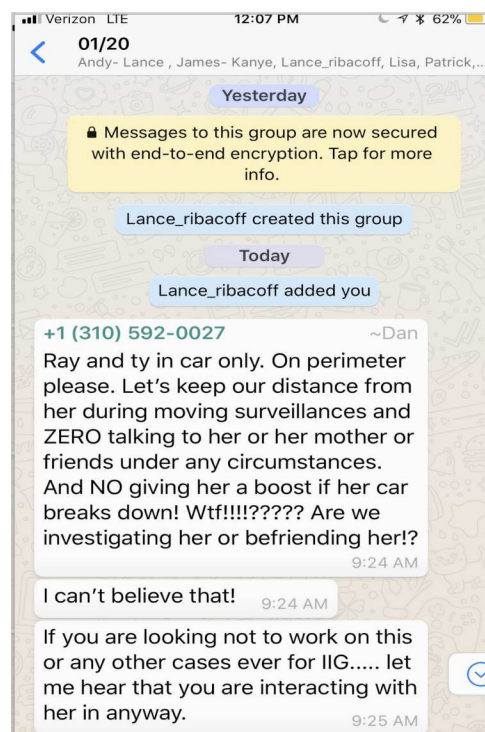 Verizon LTE 12:07 PM 62%
01/20
Andy- Lance , James- Kanye, Lance_ribacoff, Lisa, Patrick,...
Yesterday
Messages to this group are now secured
with end-to-end encryption. Tap for more
info.
Lance_ribacoff created this group
Today
Lance_ribacoff added you
+1 (310) 592-0027 ~Dan
Ray and ty in car only. On perimeter
please. Let’s keep our distance from
her during moving surveillances and
ZERO talking to her or her mother or
friends under any circumstances.
And NO giving her a boost if her car
breaks down! Wtf!!!!????? Are we
investigating her or befriending her!?
9:24 AM
I can’t believe that! 9:24 AM
If you are looking not to work on this
or any other cases ever for IIG..... let
me hear that you are interacting with
her in anyway. 9:25 AM